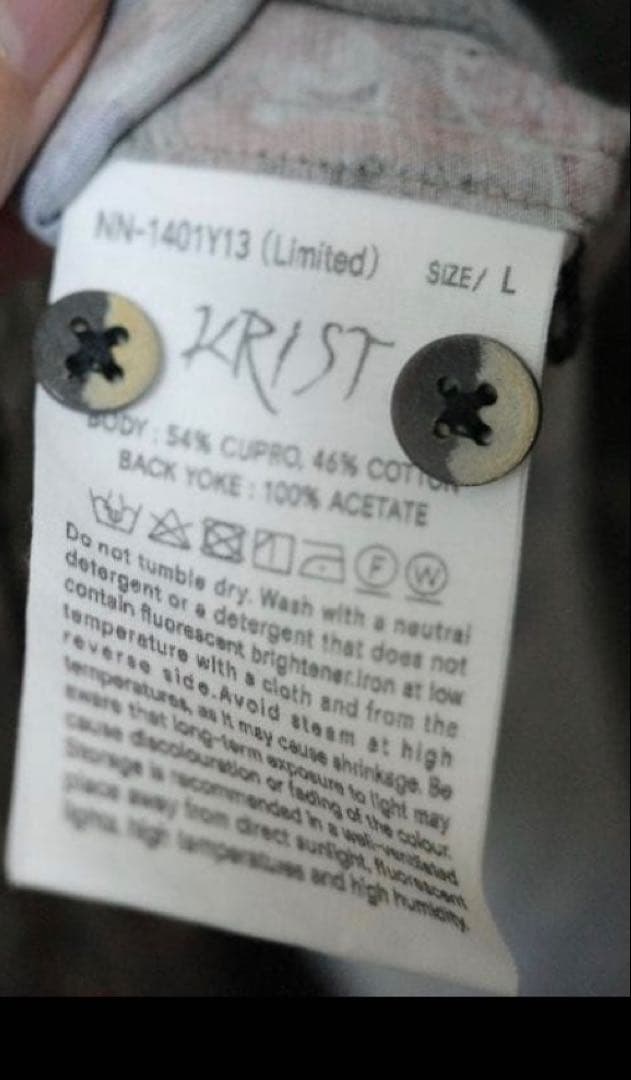 NN-1401Y13 (Limited) SIZE/ L
KRIST
BODY : 54% CUPRO, 46% COTTON
BACK YOKE : 100% ACETATE
F W
Do not tumble dry. Wash with a neutral
detergent or a detergent that does not
contain fluorescent brightener.Iron at low
temperature with a cloth and from the
reverse side.Avoid steam at high
temperatures, as it may cause shrinkage. Be
aware that long-term exposure to light may
cause discolouration or fading of the colour.
Storage is recommended in a well-ventilated
place away from direct sunlight, fluorescent
lights, high temperatures and high humidity.